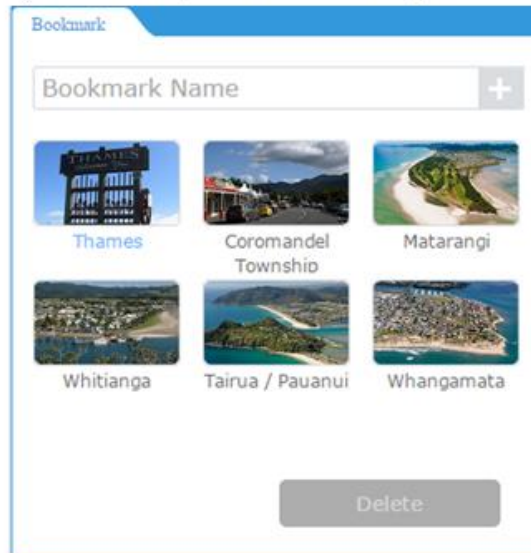 Bookmark
Bookmark Name
THAMES
Thames
Coromandel
Township
Matarangi
Whitianga
Tairua / Pauanui
Whangamata
Delete